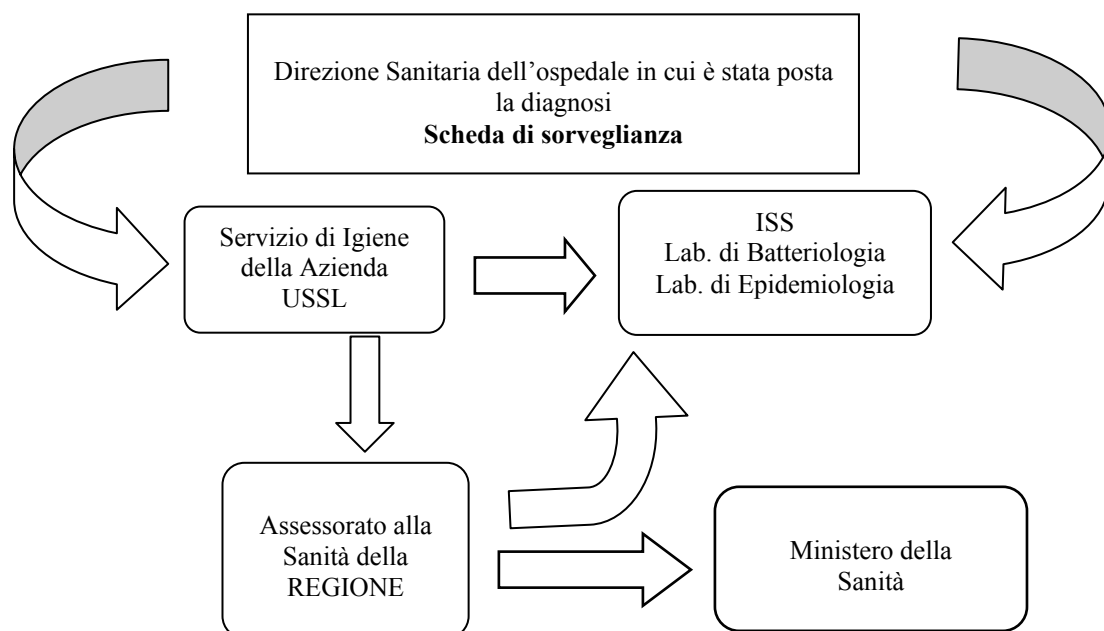 Direzione Sanitaria dell’ospedale in cui è stata posta
la diagnosi
Scheda di sorveglianza
Servizio di Igiene
della Azienda
USSL
ISS
Lab. di Batteriologia
Lab. di Epidemiologia
Assessorato alla
Sanità della
REGIONE
Ministero della
Sanità